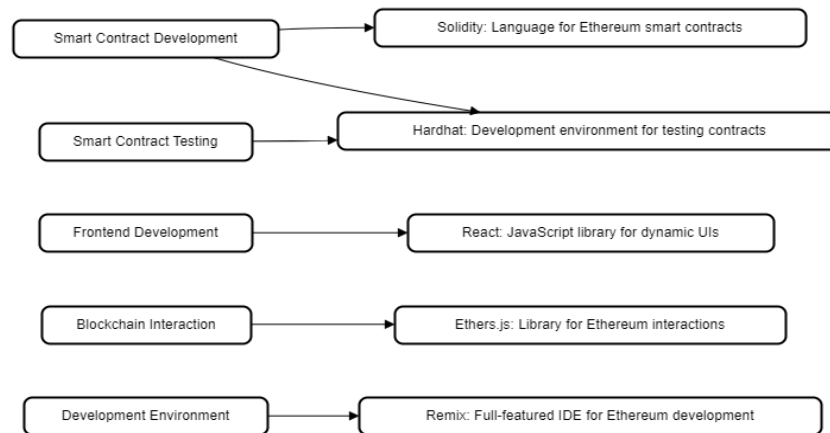 Smart Contract Development
Solidity: Language for Ethereum smart contracts
Smart Contract Testing
Hardhat: Development environment for testing contracts
Frontend Development
React: JavaScript library for dynamic UIs
Blockchain Interaction
Ethers.js: Library for Ethereum interactions
Development Environment
Remix: Full-featured IDE for Ethereum development